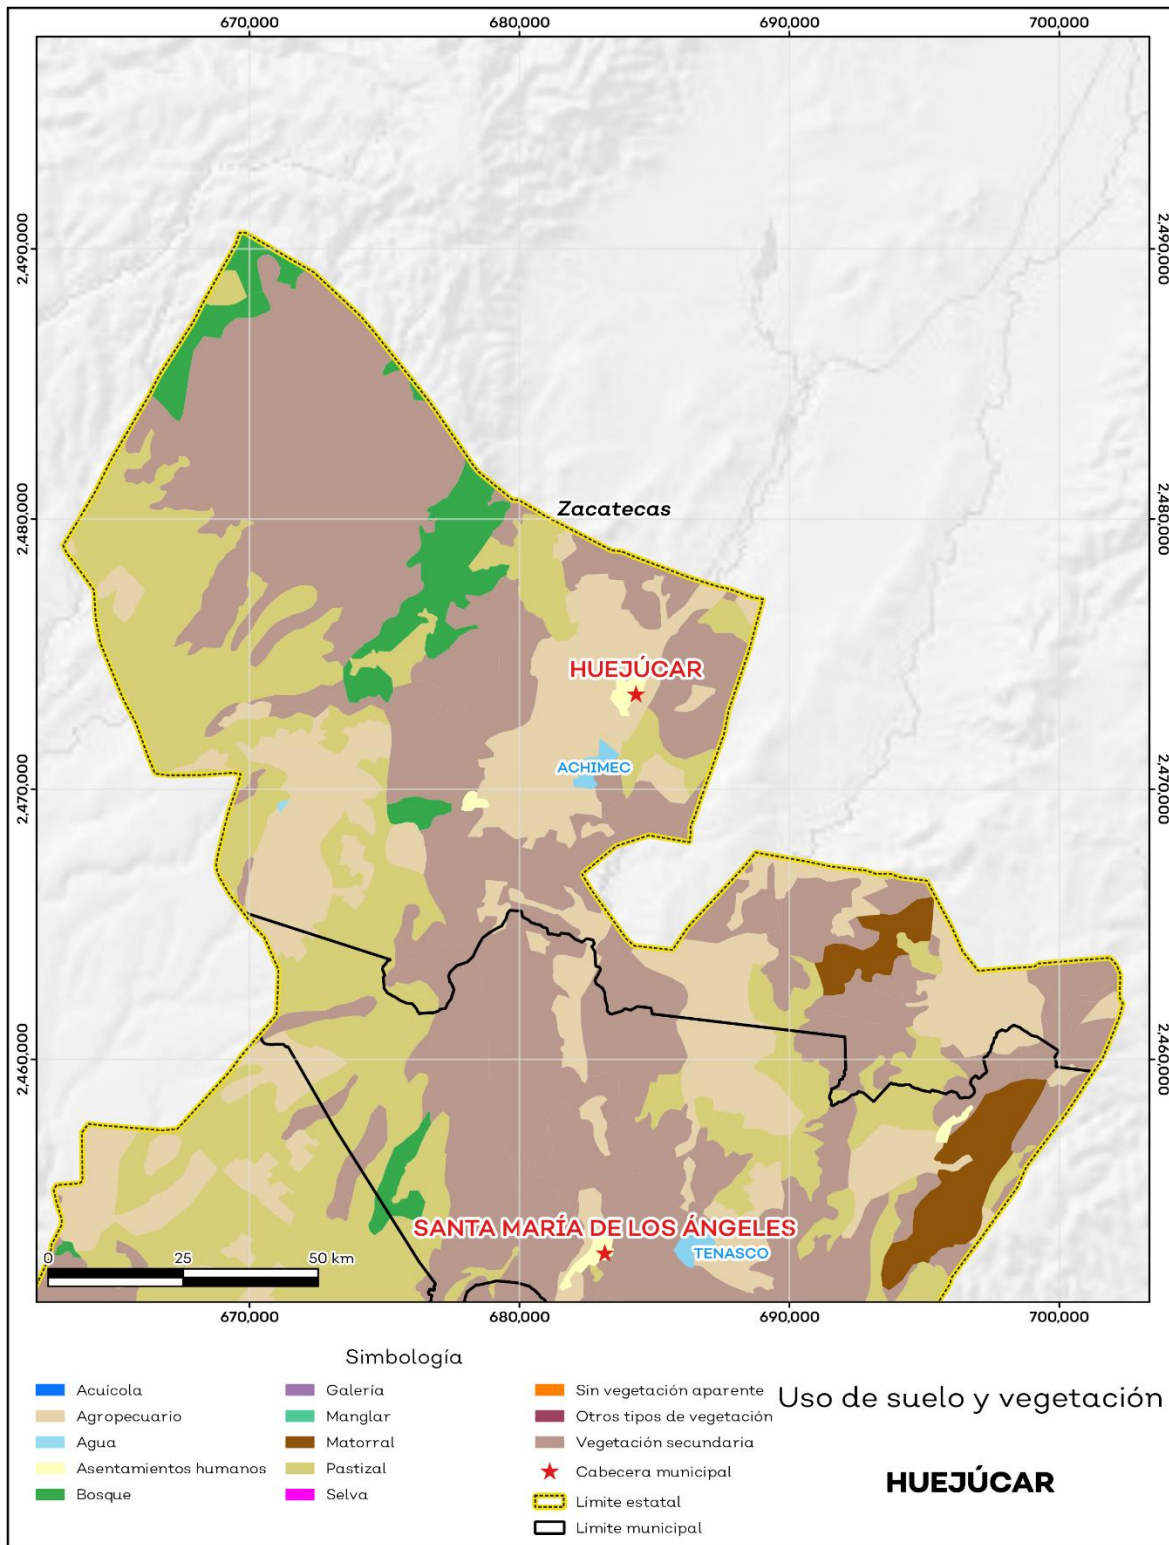 670,000 680,000 690,000 700,000
2,490,000 2,490,000
Zacatecas
2,480,000 2,480,000
HUEJÚCAR
ACHIMEC
2,470,000 2,470,000
2,460,000 2,460,000
SANTA MARÍA DE LOS ÁNGELES
TENASCO
0 25 50 km
670,000 680,000 690,000 700,000
Simbología
Acuícola
Agropecuario
Agua
Asentamientos humanos
Bosque
Galería
Manglar
Matorral
Pastizal
Selva
Sin vegetación aparente
Otros tipos de vegetación
Vegetación secundaria
Cabecera municipal
Límite estatal
Límite municipal
Uso de suelo y vegetación
HUEJÚCAR